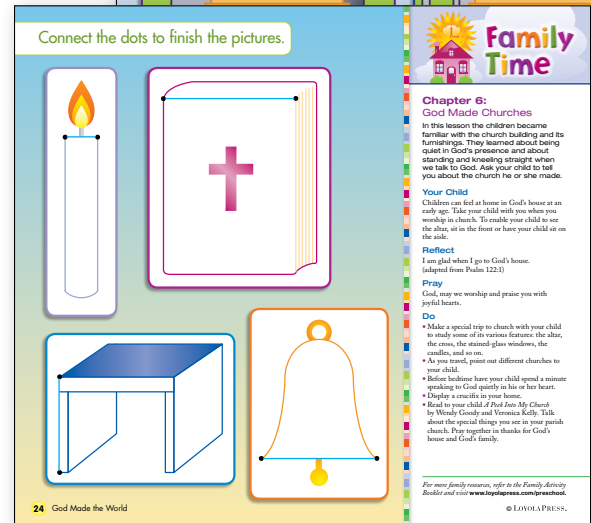 Connect the dots to finish the pictures.
24 God Made the World
Family
Time
Chapter 6:
God Made Churches
In this lesson the children became
familiar with the church building and its
furnishings. They learned about being
quiet in God's presence and about
standing and kneeling straight when
we talk to God. Ask your child to tell
you about the church he or she made.
Your Child
Children can feel at home in God's house at an
early age. Take your child with you when you
worship in church. To enable your child to see
the altar, sit in the front or have your child sit on
the aisle.
Reflect
I am glad when I go to God's house.
(adapted from Psalm 122:1)
Pray
God, may we worship and praise you with
joyful hearts.
Do
• Make a special trip to church with your child
to study some of its various features: the altar,
the cross, the stained-glass windows, the
candles, and so on.
• As you travel, point out different churches to
your child.
• Before bedtime have your child spend a minute
speaking to God quietly in his or her heart.
• Display a crucifix in your home.
• Read to your child A Peek Into My Church
by Wendy Goody and Veronica Kelly. Talk
about the special things you see in your parish
church. Pray together in thanks for God's
house and God's family.
For more family resources, refer to the Family Activity
Booklet and visit www.loyolapress.com/preschool.
© LOYOLAPRESS.